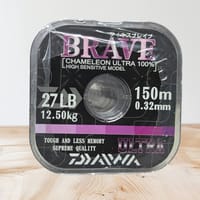 BRAVE
CHAMELEON ULTRA 100%
HIGH SENSITIVE MODEL
27LB
12.50kg
150m
0.32mm
ULTRA
TOUGH AND LESS MEMORY
SUPREME QUALITY
DAIWA